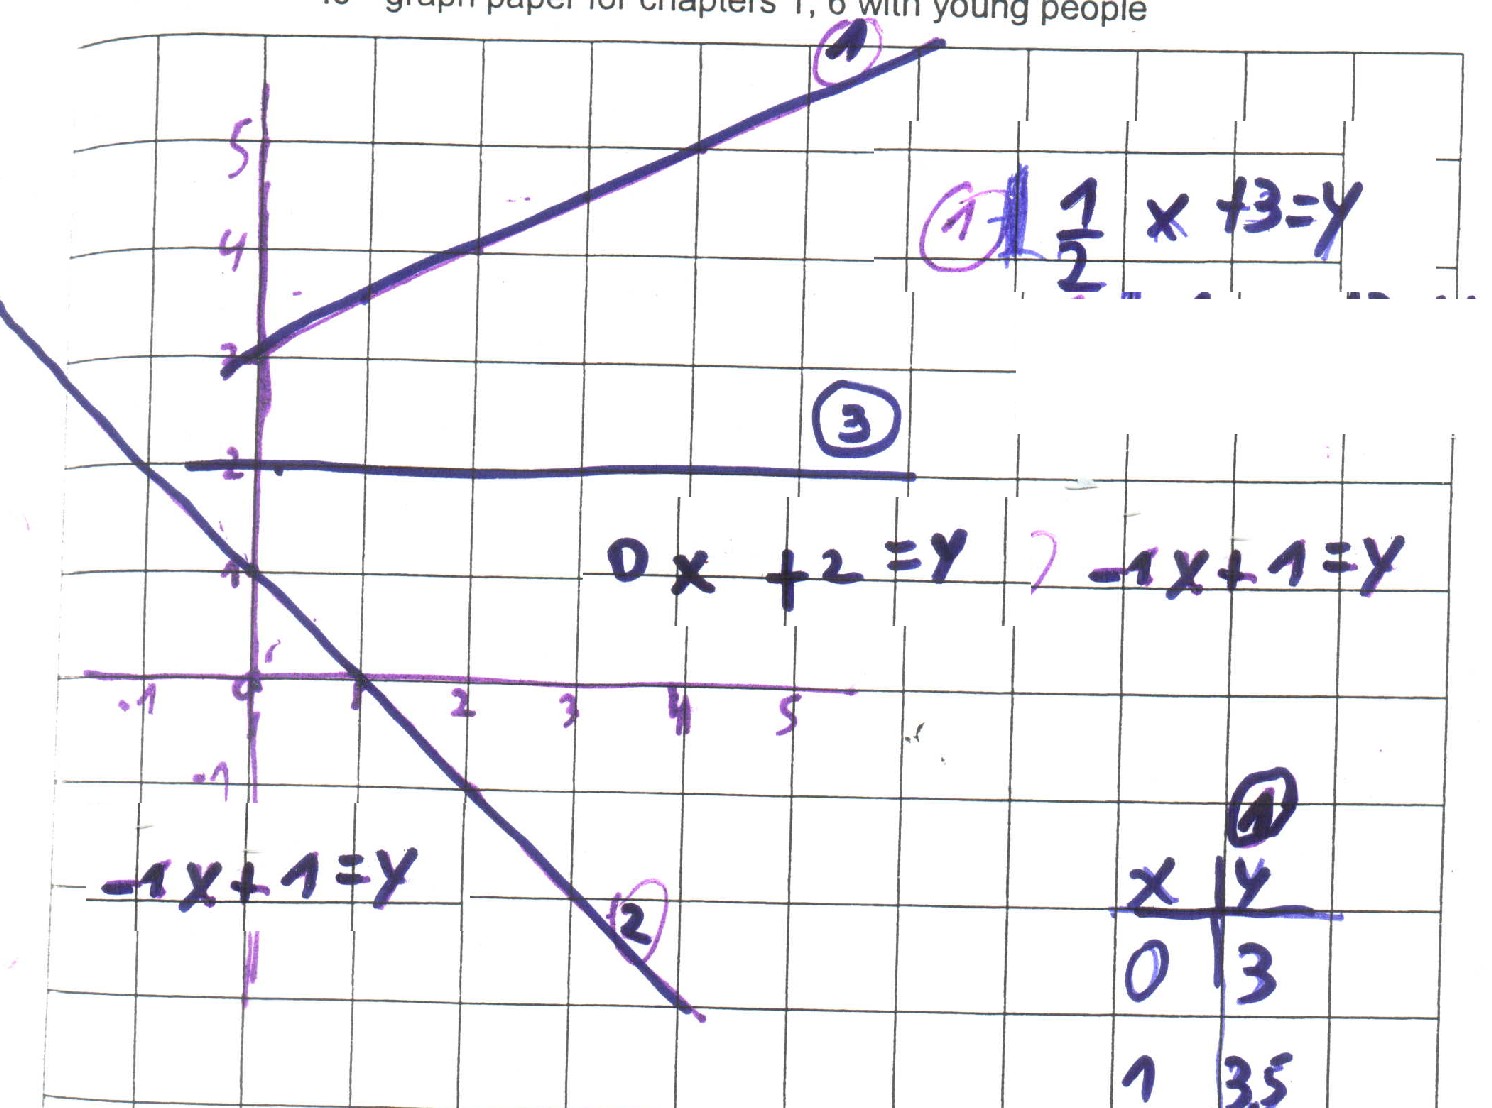 graph paper for chapters 1, 6 with young people
1
5
1 1/2 x +3=y
4
3
3
2
0x +2 =y
-1x+1=y
1
-1 0 1 2 3 4 5
-1
1
-1x+1=y
x y
2
0 3
1 3.5